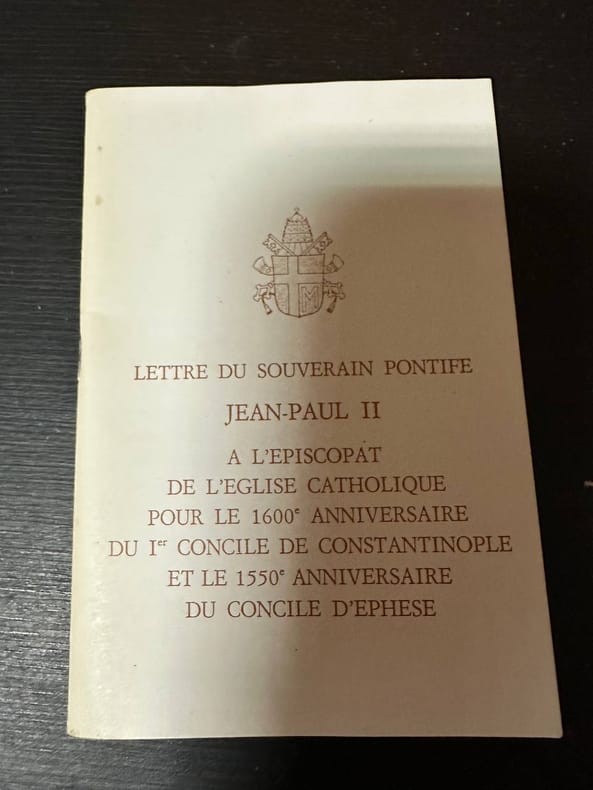 LETTRE DU SOUVERAIN PONTIFE
JEAN-PAUL II
A L'EPISCOPAT
DE L'EGLISE CATHOLIQUE
POUR LE 1600e ANNIVERSAIRE
DU Ier CONCILE DE CONSTANTINOPLE
ET LE 1550e ANNIVERSAIRE
DU CONCILE D'EPHESE